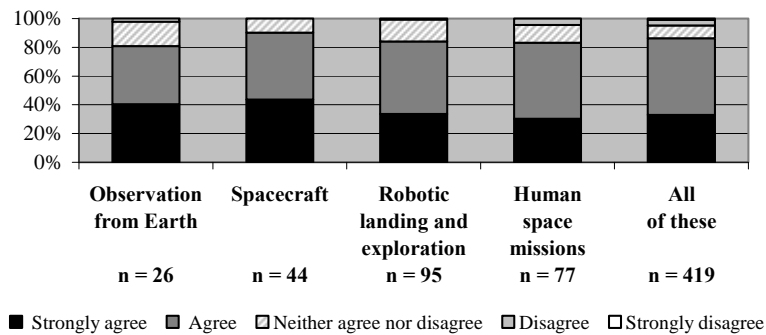 100%
80%
60%
40%
20%
0%
Observation from Earth
Spacecraft
Robotic landing and exploration
Human space missions
All of these
n = 26
n = 44
n = 95
n = 77
n = 419
Strongly agree
Agree
Neither agree nor disagree
Disagree
Strongly disagree